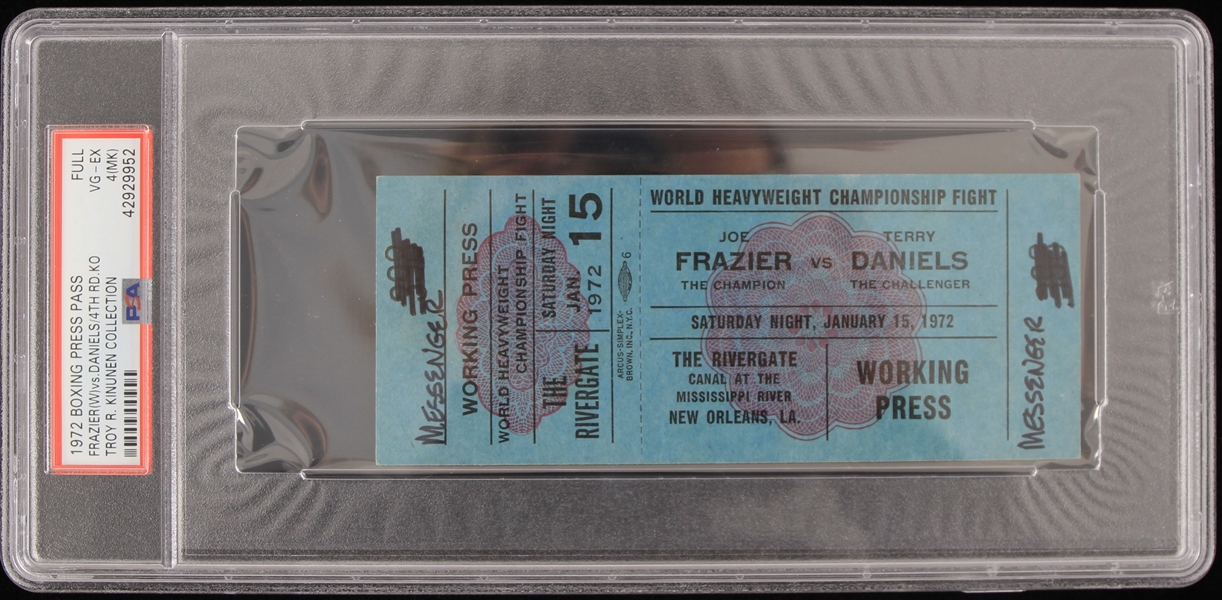 1972 BOXING PRESS PASS
FRAZIER(W)vs.DANIELS/4TH RD.KO
TROY R. KINUNEN COLLECTION
FULL
VG-EX
4(MK)
42929952
PSA
MESSENGER
WORKING PRESS
WORLD HEAVYWEIGHT
CHAMPIONSHIP FIGHT
SATURDAY NIGHT
JAN 15
1972
THE
RIVERGATE
ARCUS-SIMPLEX-
BROWN, INC., N.Y.C.
6
WORLD HEAVYWEIGHT CHAMPIONSHIP FIGHT
JOE TERRY
FRAZIER VS DANIELS
THE CHAMPION THE CHALLENGER
SATURDAY NIGHT, JANUARY 15, 1972
THE RIVERGATE
CANAL AT THE
MISSISSIPPI RIVER
NEW ORLEANS, LA.
WORKING
PRESS
MESSENGER